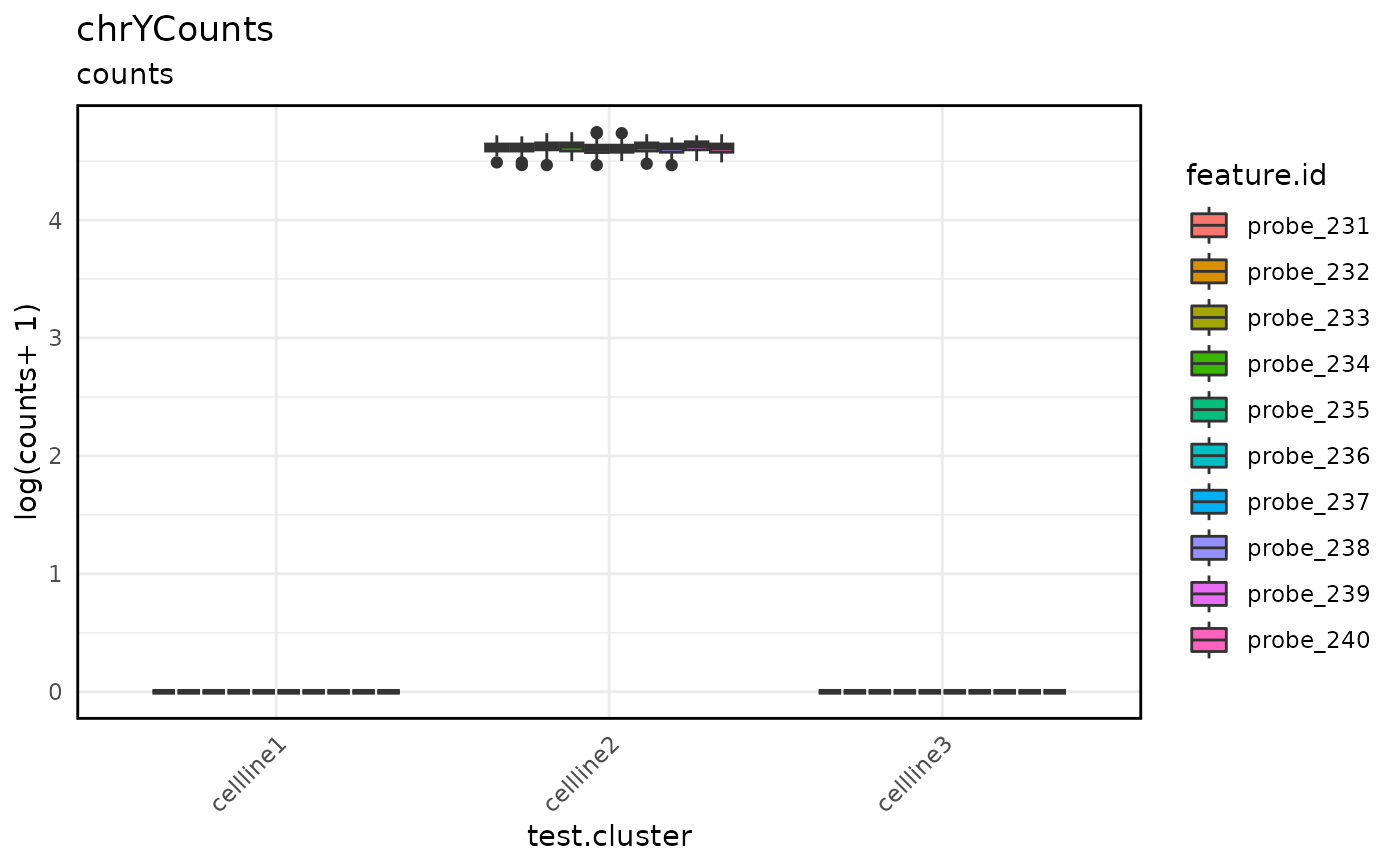 chrYCounts
counts
log(counts+ 1)
4
3
2
1
0
cellline1
cellline2
cellline3
test.cluster
feature.id
probe_231
probe_232
probe_233
probe_234
probe_235
probe_236
probe_237
probe_238
probe_239
probe_240